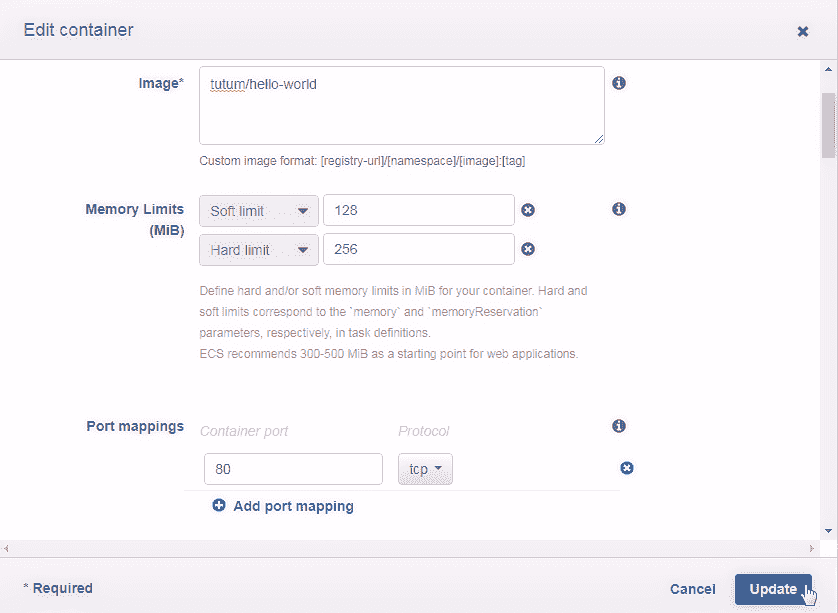 Edit container
Image*
tutum/hello-world
Custom image format: [registry-url]/[namespace]/[image]:[tag]
Memory Limits
(MiB)
Soft limit
128
Hard limit
256
Define hard and/or soft memory limits in MiB for your container. Hard and
soft limits correspond to the `memory` and `memoryReservation`
parameters, respectively, in task definitions.
ECS recommends 300-500 MiB as a starting point for web applications.
Port mappings
Container port
Protocol
80
tcp
Add port mapping
* Required
Cancel
Update